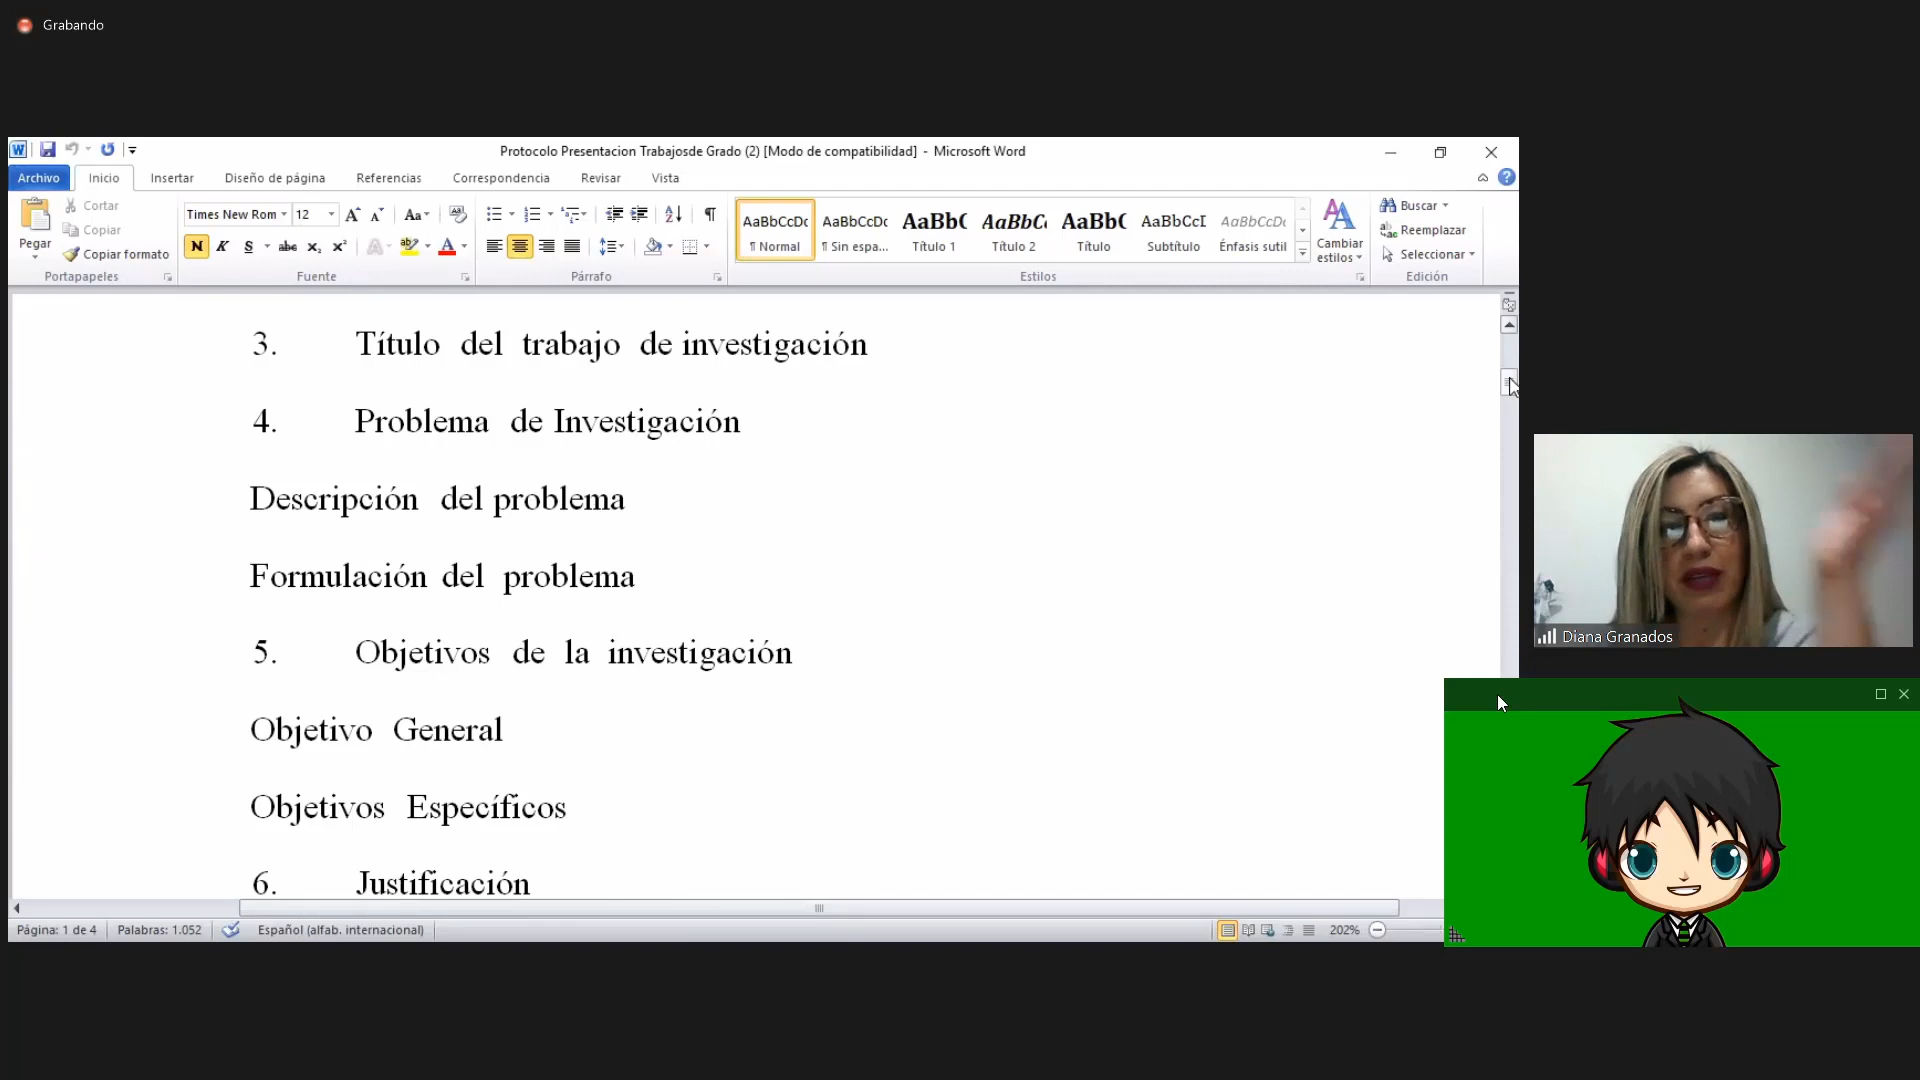 Grabando
Protocolo Presentacion Trabajosde Grado (2) [Modo de compatibilidad] - Microsoft Word
Archivo Inicio Insertar Diseño de página Referencias Correspondencia Revisar Vista
Pegar
Cortar
Copiar
Copiar formato
Portapapeles
Times New Rom 12
Fuente
Párrafo
AaBbCcDc AaBbCcDc AaBbC AaBbC AaBbC AaBbCcI AaBbCcDc
¶ Normal ¶ Sin espa... Título 1 Título 2 Título Subtítulo Énfasis sutil
Cambiar estilos
Estilos
Buscar
Reemplazar
Seleccionar
Edición
3. Título del trabajo de investigación
4. Problema de Investigación
Descripción del problema
Formulación del problema
5. Objetivos de la investigación
Objetivo General
Objetivos Específicos
6. Justificación
Página: 1 de 4 Palabras: 1.052 Español (alfab. internacional) 202%
Diana Granados